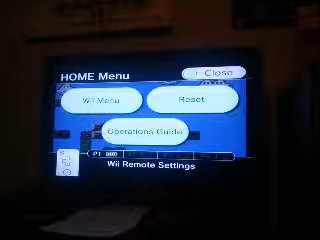 HOME Menu
Close
Wii Menu
Reset
Operations Guide
P1
Wii Remote Settings